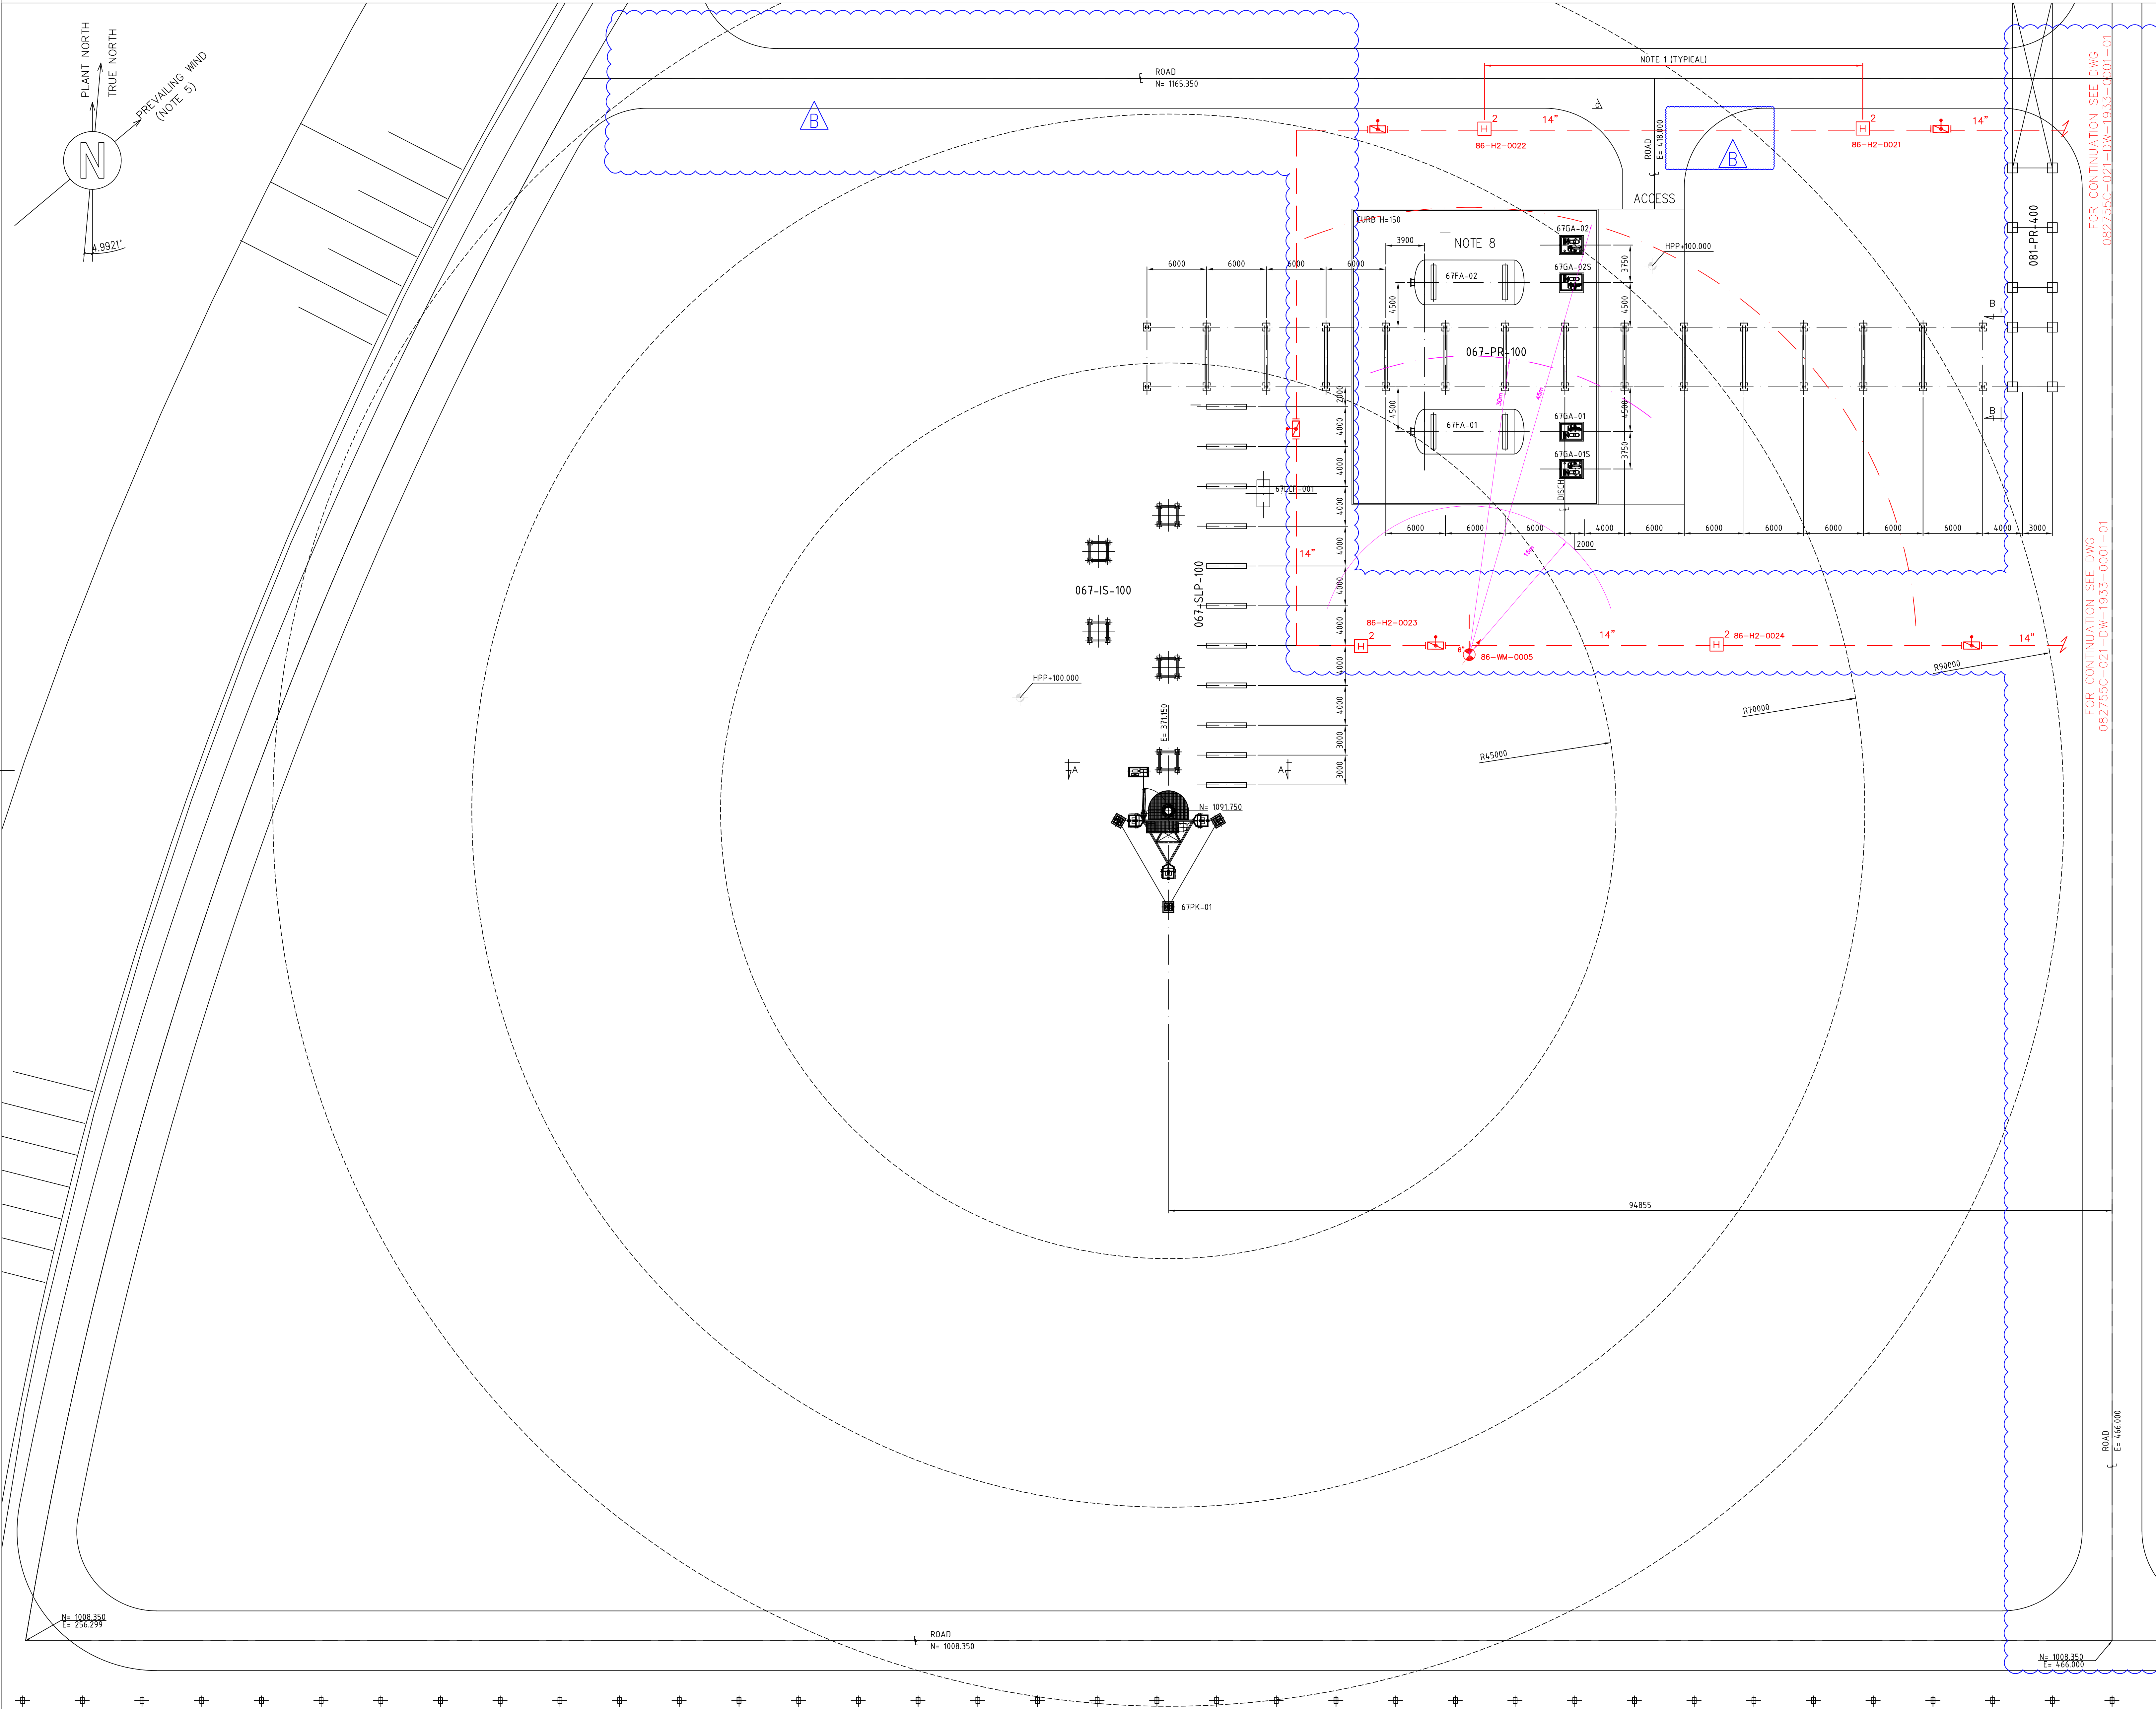 PLANT NORTH
TRUE NORTH
PREVAILING WIND
(NOTE 5)
N
4.9921°
ROAD
N= 1165.350
B
NOTE 1 (TYPICAL)
2
H
14"
86-H2-0022
ROAD
E= 418.000
B
2
H
14"
86-H2-0021
FOR CONTINUATION SEE DWG
082755C-021-DW-1933-0001-01
081-PR-400
ACCESS
CURB H=150
3900
NOTE 8
67GA-02
HPP+100.000
6000
6000
6000
6000
67FA-02
67GA-02S
3750
4500
4500
B
067-PR-100
2000
4500
67FA-01
67GA-01
4500
B
30m
45m
67GA-01S
3750
4000
4000
4000
4000
4000
4000
4000
4000
3000
3000
67LCP-001
℄ DISCH
6000
6000
6000
4000
6000
6000
6000
6000
6000
6000
4000
3000
2000
15m
14"
067-IS-100
067-SLP-100
86-H2-0023
2
H
6"
86-WM-0005
14"
2
H
86-H2-0024
14"
FOR CONTINUATION SEE DWG
082755C-021-DW-1933-0001-01
R90000
R70000
R45000
HPP+100.000
E= 371.150
A
A
N= 1091.750
67PK-01
94855
ROAD
E= 466.000
N= 1008.350
E= 256.299
ROAD
N= 1008.350
N= 1008.350
E= 466.000